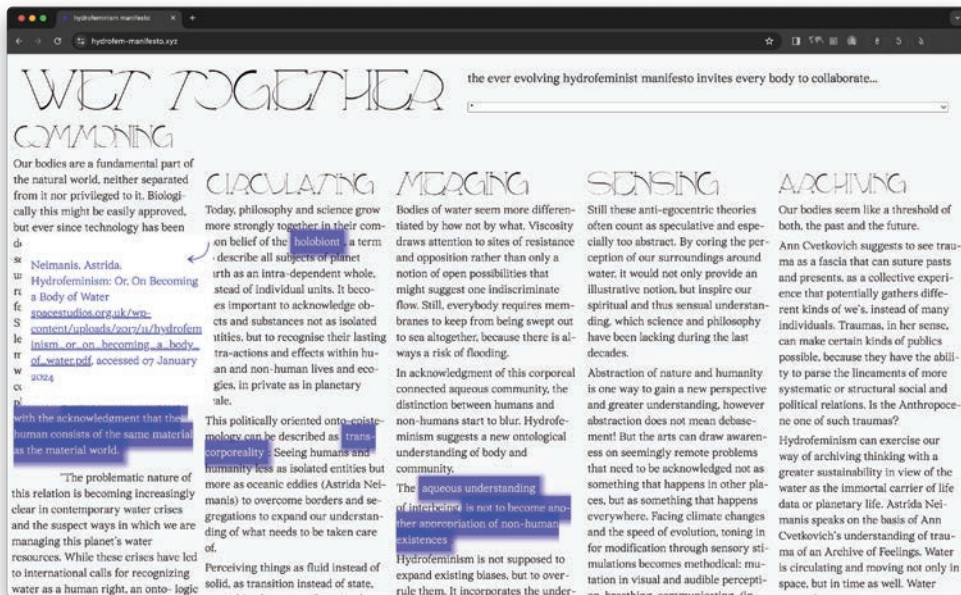 hydrofeminism manifesto
hydrofem-manifesto.xyz
WET TOGETHER
the ever evolving hydrofeminist manifesto invites every body to collaborate...
*
COMMONING
Our bodies are a fundamental part of
the natural world, neither separated
from it nor privileged to it. Biologi-
cally this might be easily approved,
but ever since technology has been
Neimanis, Astrida,
Hydrofeminism: Or, On Becoming
a Body of Water
spacestudios.org.uk/wp-
content/uploads/2017/11/hydrofem
inism_or_on_becoming_a_body_
of_water.pdf, accessed 07 January
2024
with the acknowledgment that the
human consists of the same material
as the material world.
"The problematic nature of
this relation is becoming increasingly
clear in contemporary water crises
and the suspect ways in which we are
managing this planet's water
resources. While these crises have led
to international calls for recognizing
water as a human right, an onto- logic
CIRCULATING
Today, philosophy and science grow
more strongly together in their com-
on belief of the holobiont, a term
describe all subjects of planet
rth as an intra-dependent whole,
stead of individual units. It beco-
es important to acknowledge ob-
cts and substances not as isolated
tities, but to recognise their lasting
tra-actions and effects within hu-
an and non-human lives and eco-
gies, in private as in planetary
ale.
This politically oriented onto-episte-
mology can be described as trans-
corporeality. Seeing humans and
humanity less as isolated entities but
more as oceanic eddies (Astrida Nei-
manis) to overcome borders and se-
gregations to expand our understan-
ding of what needs to be taken care
of.
Perceiving things as fluid instead of
solid, as transition instead of state,
MERGING
Bodies of water seem more differen-
tiated by how not by what. Viscosity
draws attention to sites of resistance
and opposition rather than only a
notion of open possibilities that
might suggest one indiscriminate
flow. Still, everybody requires mem-
branes to keep from being swept out
to sea altogether, because there is al-
ways a risk of flooding.
In acknowledgment of this corporeal
connected aqueous community, the
distinction between humans and
non-humans start to blur. Hydrofe-
minism suggests a new ontological
understanding of body and
community.
The aqueous understanding
of interbeing is not to become ano-
ther appropriation of non-human
existences
Hydrofeminism is not supposed to
expand existing biases, but to over-
rule them. It incorporates the under-
SENSING
Still these anti-egocentric theories
often count as speculative and espe-
cially too abstract. By coring the per-
ception of our surroundings around
water, it would not only provide an
illustrative notion, but inspire our
spiritual and thus sensual understan-
ding, which science and philosophy
have been lacking during the last
decades.
Abstraction of nature and humanity
is one way to gain a new perspective
and greater understanding, however
abstraction does not mean debase-
ment! But the arts can draw awaren-
ess on seemingly remote problems
that need to be acknowledged not as
something that happens in other pla-
ces, but as something that happens
everywhere. Facing climate changes
and the speed of evolution, toning in
for modification through sensory sti-
mulations becomes methodical: mu-
tation in visual and audible percepti-
ARCHIVING
Our bodies seem like a threshold of
both, the past and the future.
Ann Cvetkovich suggests to see trau-
ma as a fascia that can suture pasts
and presents, as a collective experi-
ence that potentially gathers diffe-
rent kinds of we's, instead of many
individuals. Traumas, in her sense,
can make certain kinds of publics
possible, because they have the abili-
ty to parse the lineaments of more
systematic or structural social and
political relations. Is the Anthropoce-
ne one of such traumas?
Hydrofeminism can exercise our
way of archiving thinking with a
greater sustainability in view of the
water as the immortal carrier of life
data or planetary life. Astrida Nei-
manis speaks on the basis of Ann
Cvetkovich's understanding of trau-
ma of an Archive of Feelings. Water
is circulating and moving not only in
space, but in time as well. Water